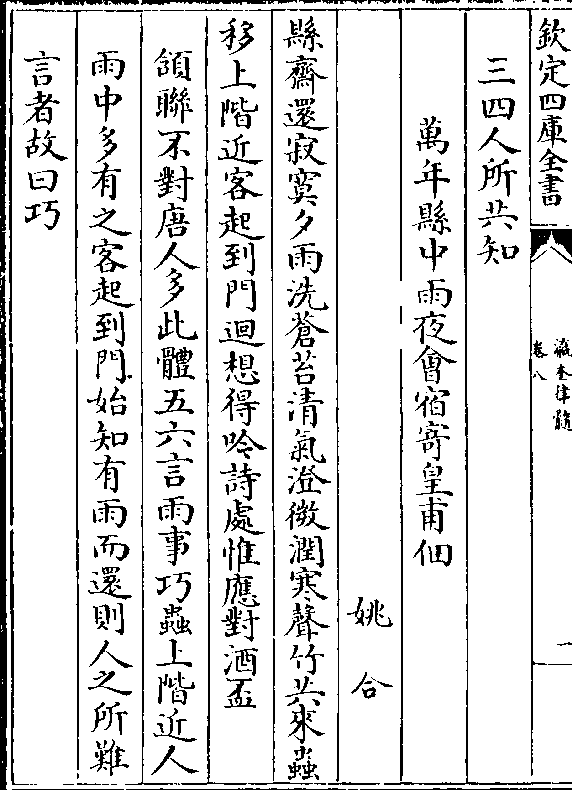 欽定四庫全書
瀛奎律髓
卷八
一
三四人所共知
萬年縣中雨夜會宿寄皇甫佃
姚合
縣齋還寂寞夕雨洗蒼苔清氣澄微潤寒聲竹共來蟲
移上階近客起到門迴想得吟詩處惟應對酒盃
頷聯不對唐人多此體五六言雨事巧蟲上階近人
雨中多有之客起到門始知有雨而還則人之所難
言者故曰巧